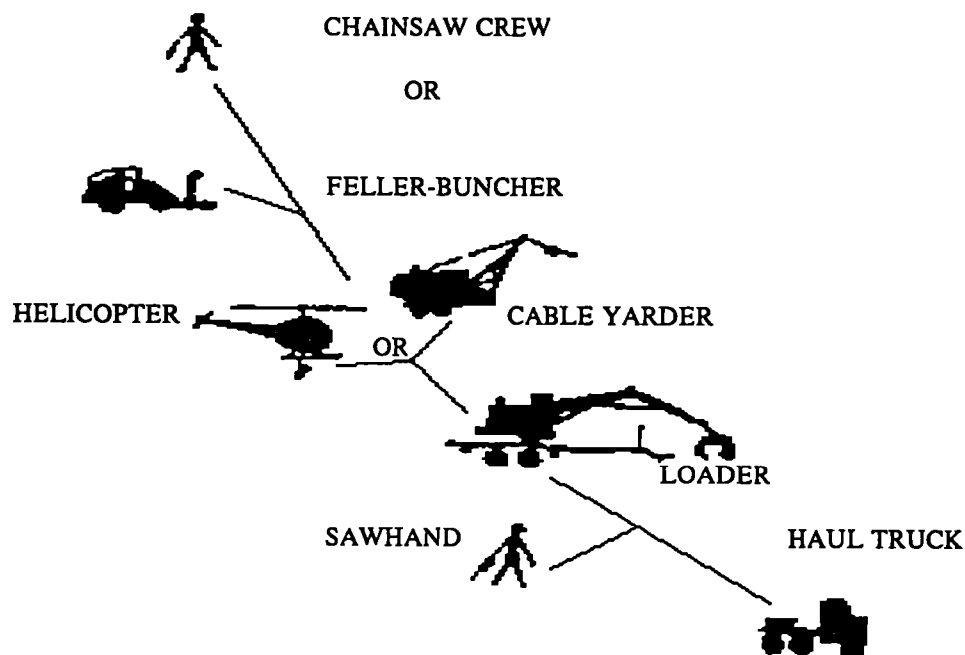 CHAINSAW CREW
OR
FELLER-BUNCHER
HELICOPTER
CABLE YARDER
OR
LOADER
SAWHAND
HAUL TRUCK